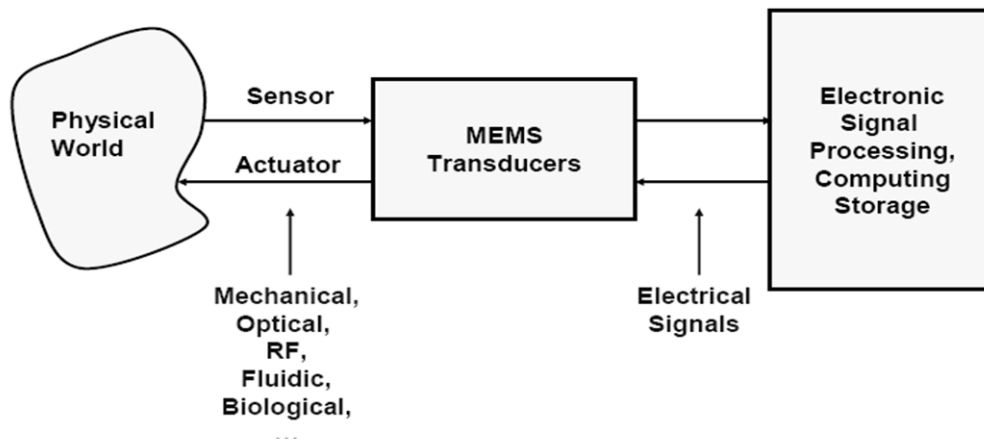 Physical
World
Sensor
Actuator
MEMS
Transducers
Electronic
Signal
Processing,
Computing
Storage
Mechanical,
Optical,
RF,
Fluidic,
Biological,
...
Electrical
Signals